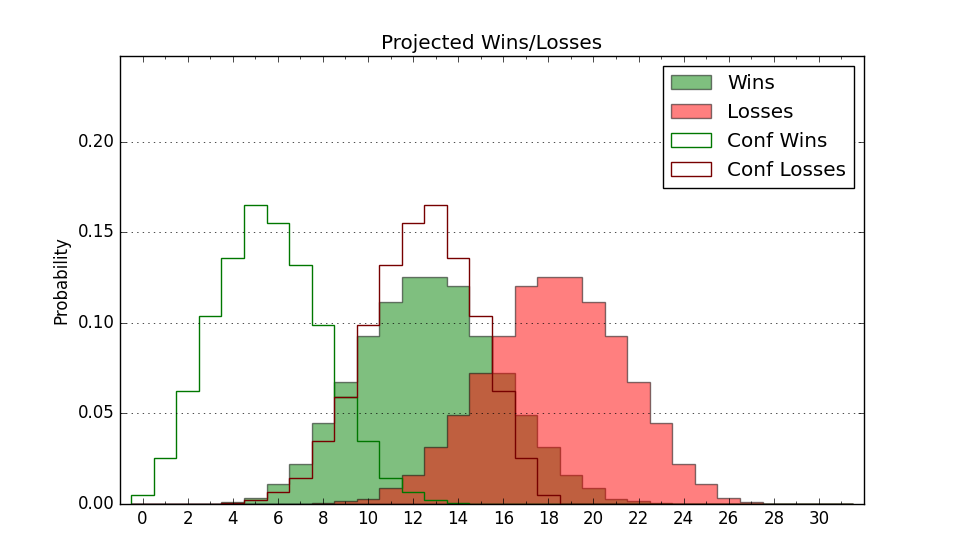 Projected Wins/Losses
Wins
Losses
Conf Wins
Conf Losses
Probability
0.20
0.15
0.10
0.05
0.00
0 2 4 6 8 10 12 14 16 18 20 22 24 26 28 30